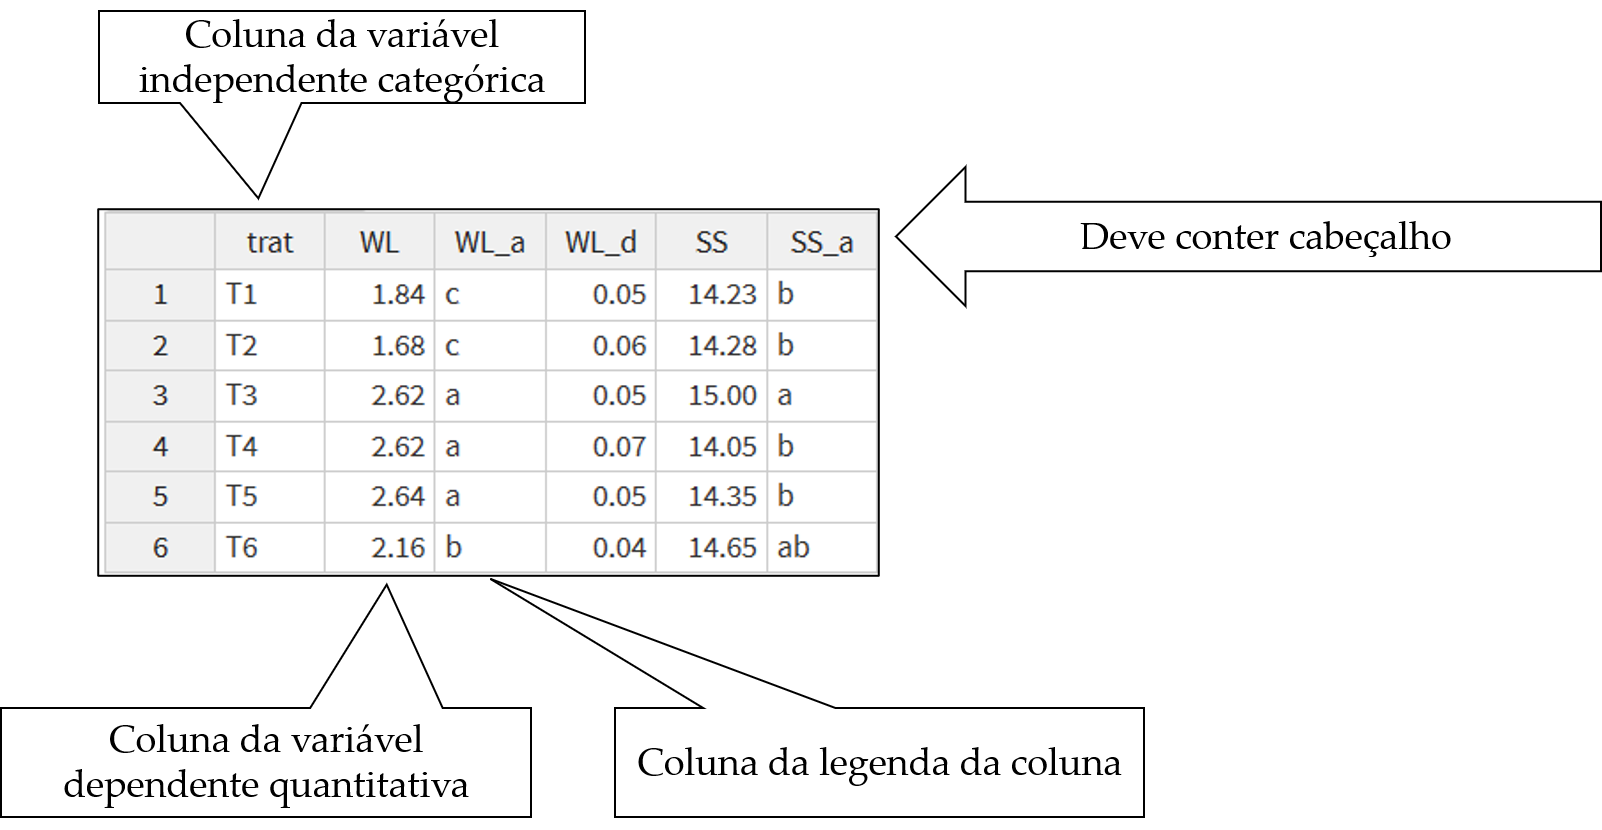 Coluna da variável
independente categórica
Deve conter cabeçalho
trat WL WL_a WL_d SS SS_a
1 T1 1.84 c 0.05 14.23 b
2 T2 1.68 c 0.06 14.28 b
3 T3 2.62 a 0.05 15.00 a
4 T4 2.62 a 0.07 14.05 b
5 T5 2.64 a 0.05 14.35 b
6 T6 2.16 b 0.04 14.65 ab
Coluna da variável
dependente quantitativa
Coluna da legenda da coluna